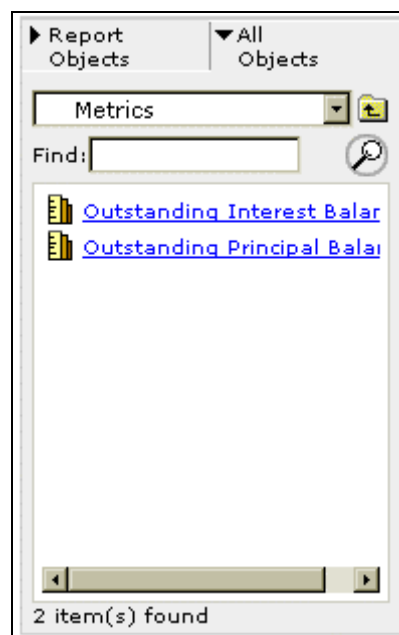 Report Objects
All Objects
Metrics
Find:
Outstanding Interest Balar
Outstanding Principal Balar
2 item(s) found